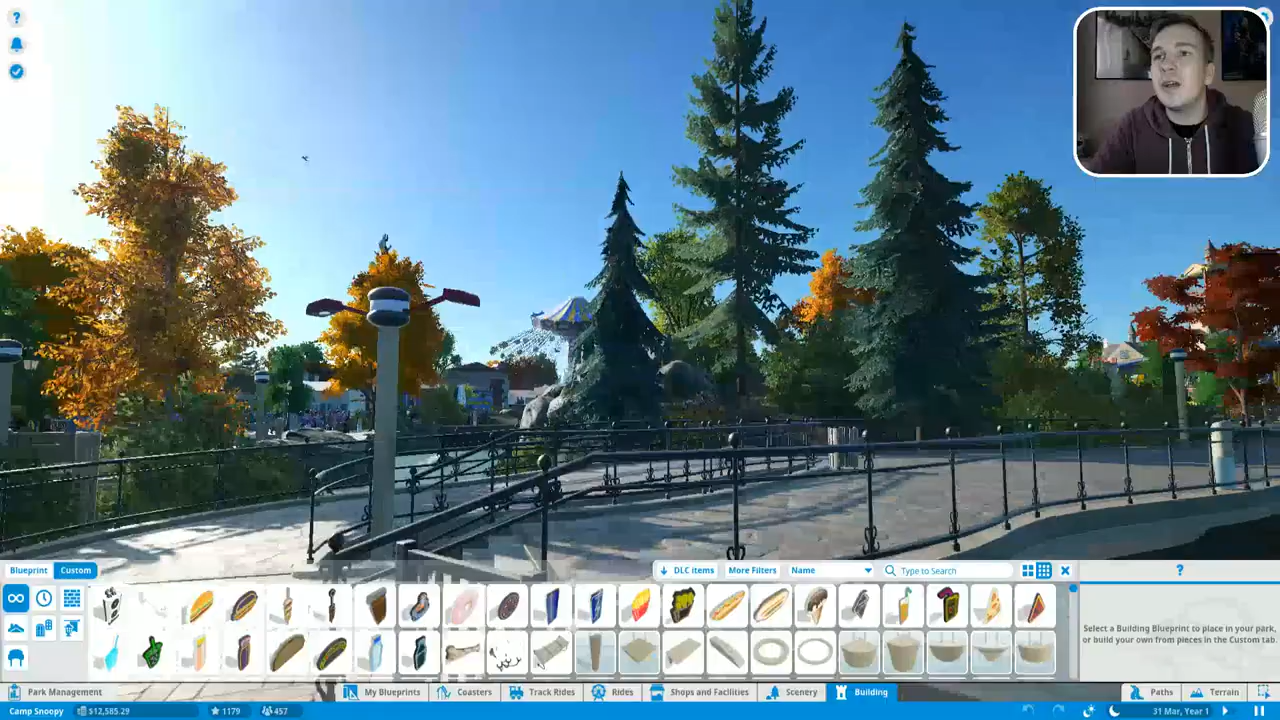 Blueprint Custom DLC items More Filters Name Type to Search
Select a Building Blueprint to place in your park,
or build your own from pieces in the Custom tab.
Park Management My Blueprints Coasters Track Rides Rides Shops and Facilities Scenery Building Paths Terrain
Camp Snoopy $12,585.29 1179 457 31 Mar, Year 1